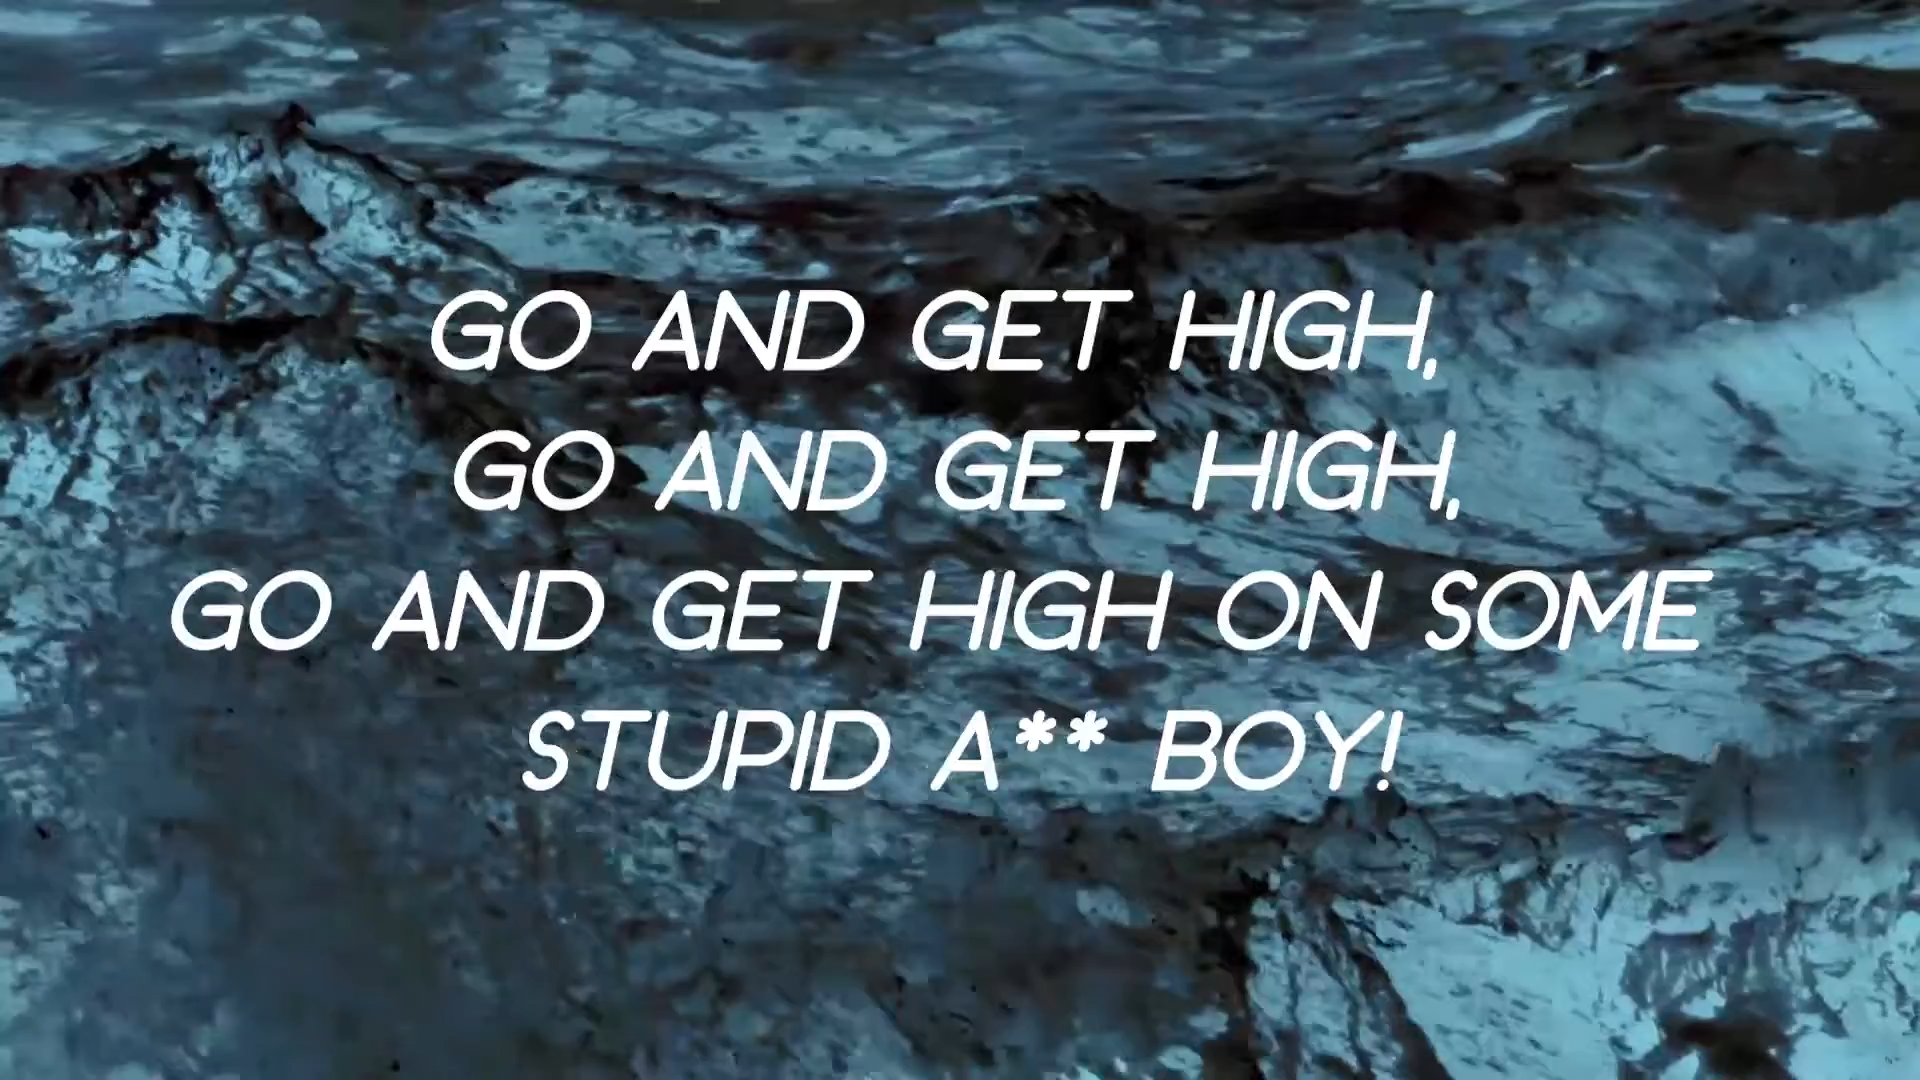 GO AND GET HIGH,
GO AND GET HIGH,
GO AND GET HIGH ON SOME
STUPID A** BOY!